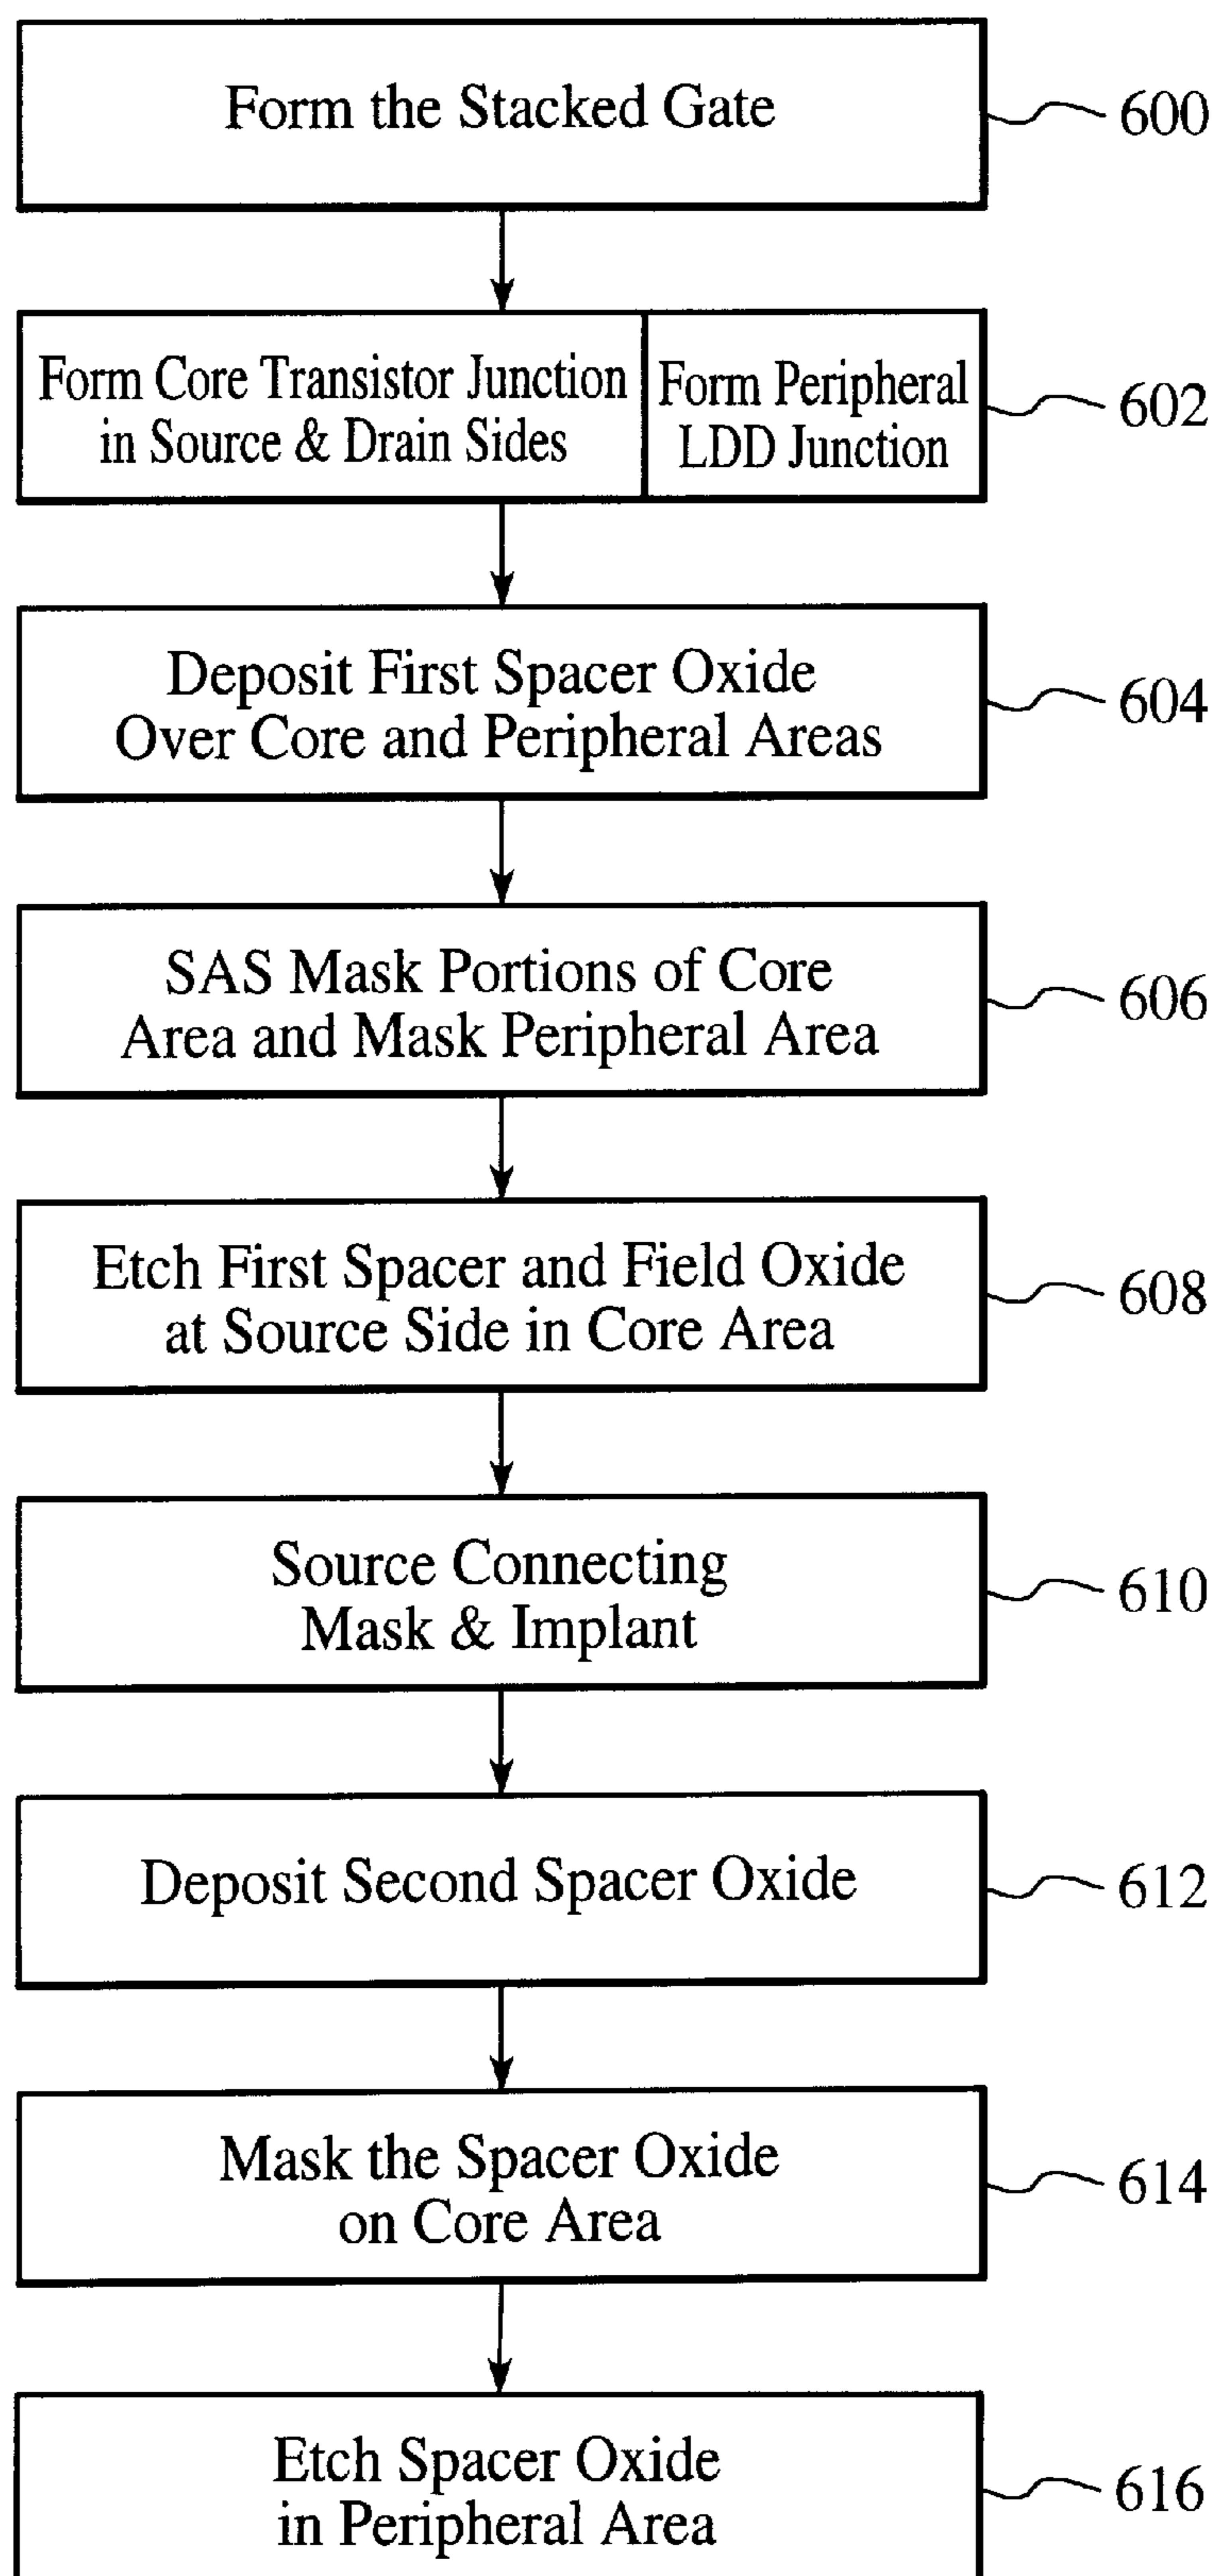 Form the Stacked Gate
600
Form Core Transistor Junction
in Source & Drain Sides
Form Peripheral
LDD Junction
602
Deposit First Spacer Oxide
Over Core and Peripheral Areas
604
SAS Mask Portions of Core
Area and Mask Peripheral Area
606
Etch First Spacer and Field Oxide
at Source Side in Core Area
608
Source Connecting
Mask & Implant
610
Deposit Second Spacer Oxide
612
Mask the Spacer Oxide
on Core Area
614
Etch Spacer Oxide
in Peripheral Area
616